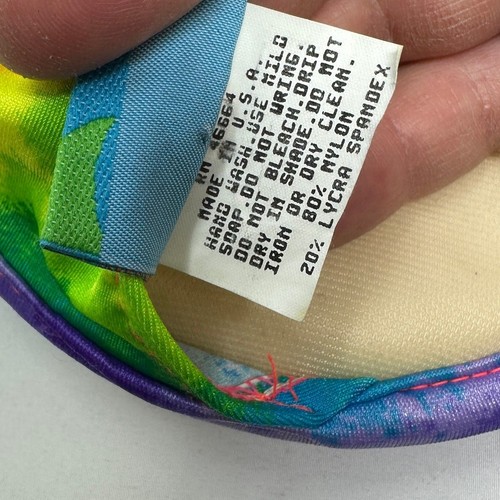 RN 46664
MADE IN U.S.A.
HAND WASH.USE MILD
SOAP.DO NOT WRING.
DO NOT BLEACH.DRIP
DRY IN SHADE DO NOT
IRON OR DRY CLEAN.
80% NYLON
20% LYCRA SPANDEX